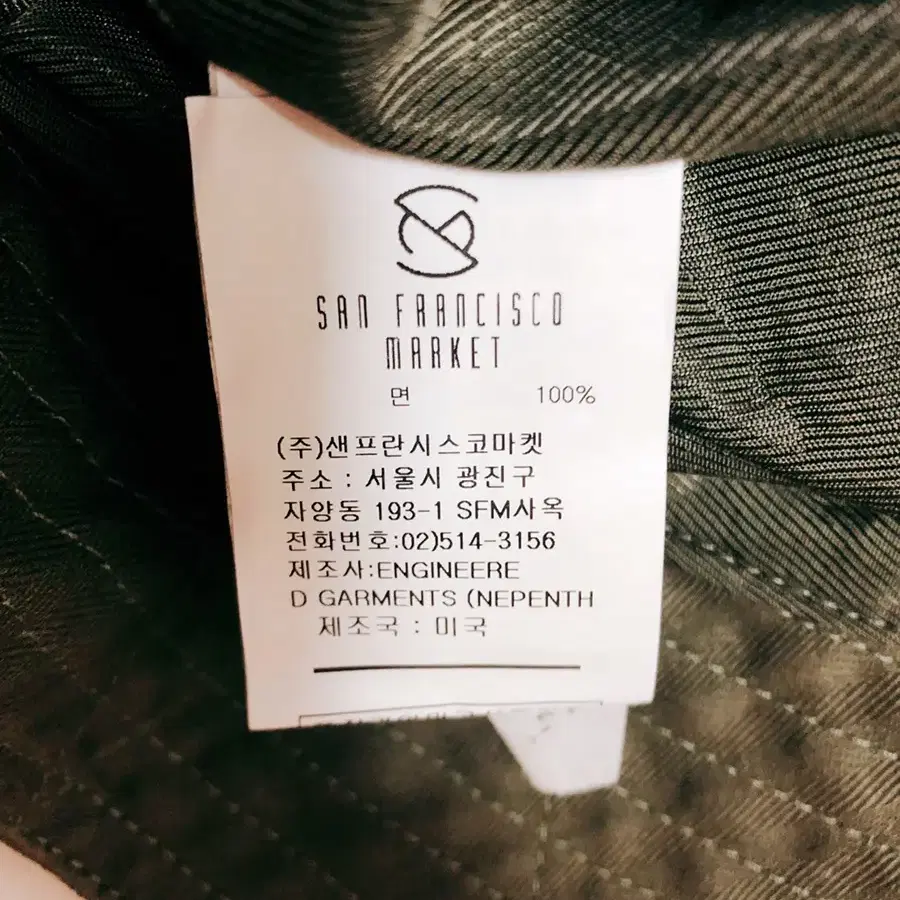 SAN FRANCISCO
MARKET
면 100%
(주)샌프란시스코마켓
주소 : 서울시 광진구
자양동 193-1 SFM사옥
전화번호:02)514-3156
제조사:ENGINEERE
D GARMENTS (NEPENTH
제조국 : 미국